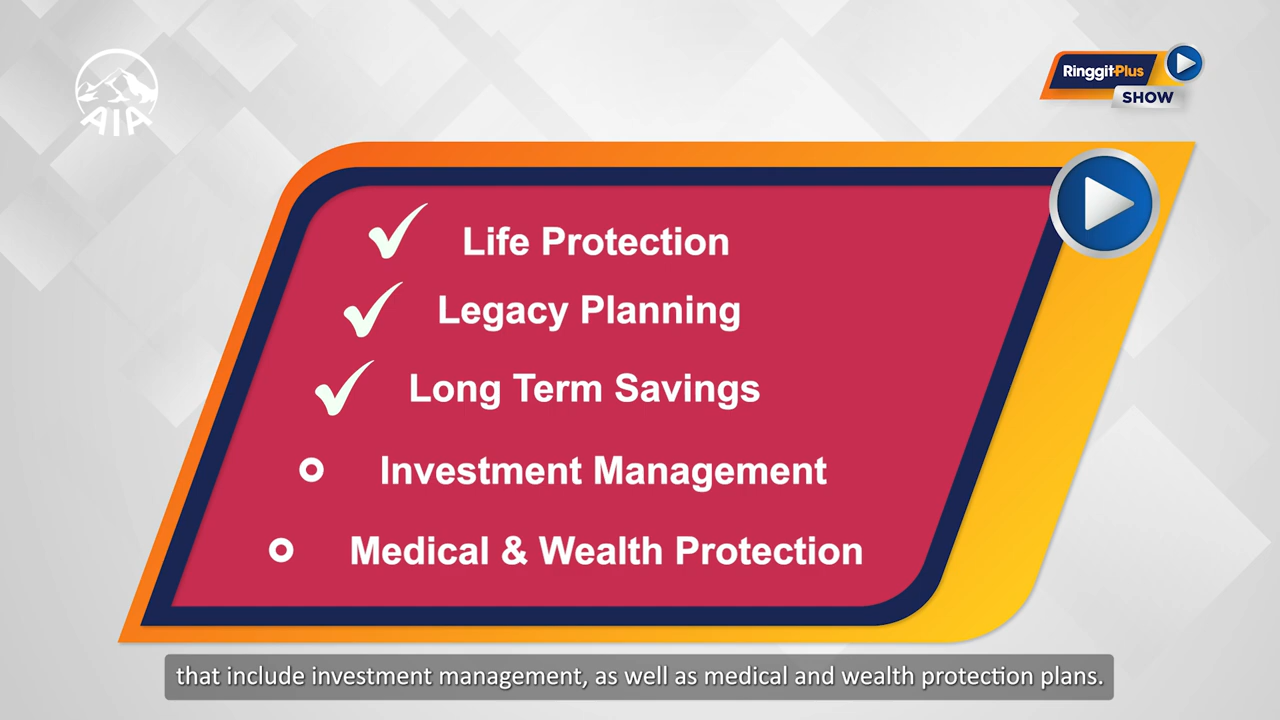 AIA
RinggitPlus
SHOW
Life Protection
Legacy Planning
Long Term Savings
Investment Management
Medical & Wealth Protection
that include investment management, as well as medical and wealth protection plans.